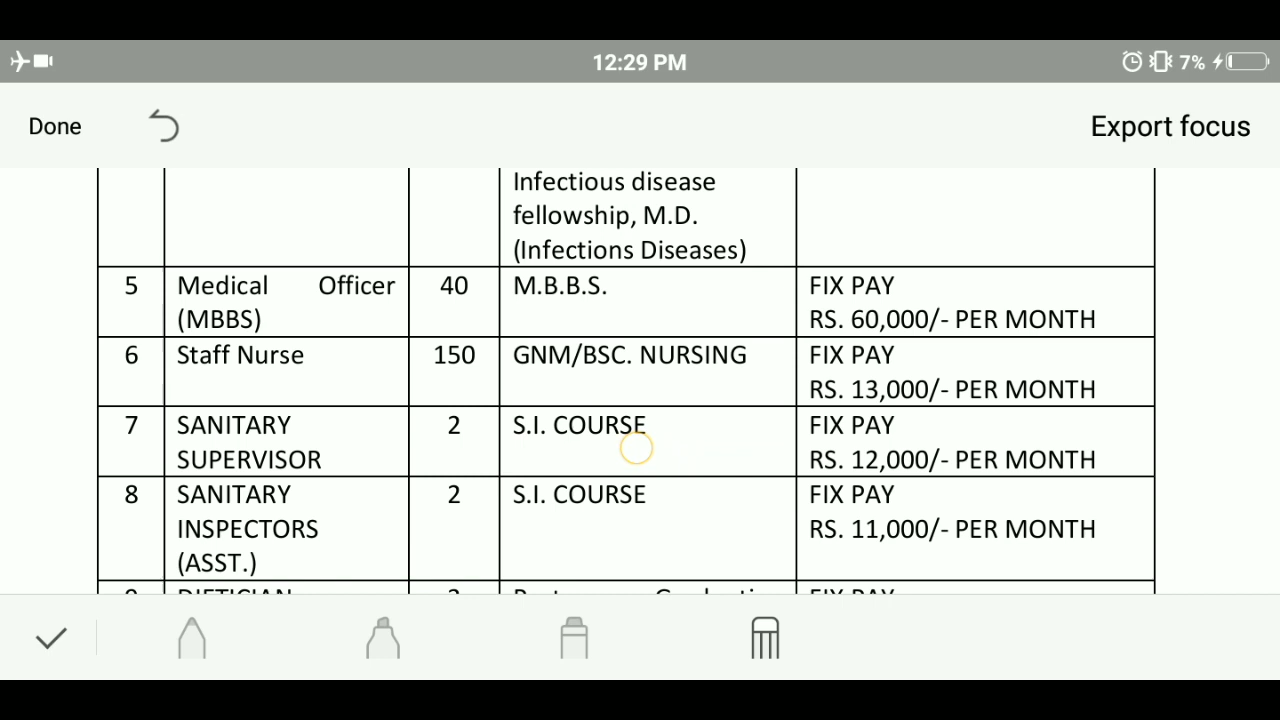 12:29 PM
7%
Done
Export focus
Infectious disease
fellowship, M.D.
(Infections Diseases)
5 Medical Officer 40 M.B.B.S. FIX PAY
(MBBS) RS. 60,000/- PER MONTH
6 Staff Nurse 150 GNM/BSC. NURSING FIX PAY
RS. 13,000/- PER MONTH
7 SANITARY 2 S.I. COURSE FIX PAY
SUPERVISOR RS. 12,000/- PER MONTH
8 SANITARY 2 S.I. COURSE FIX PAY
INSPECTORS RS. 11,000/- PER MONTH
(ASST.)
DIETICIAN FIX PAY